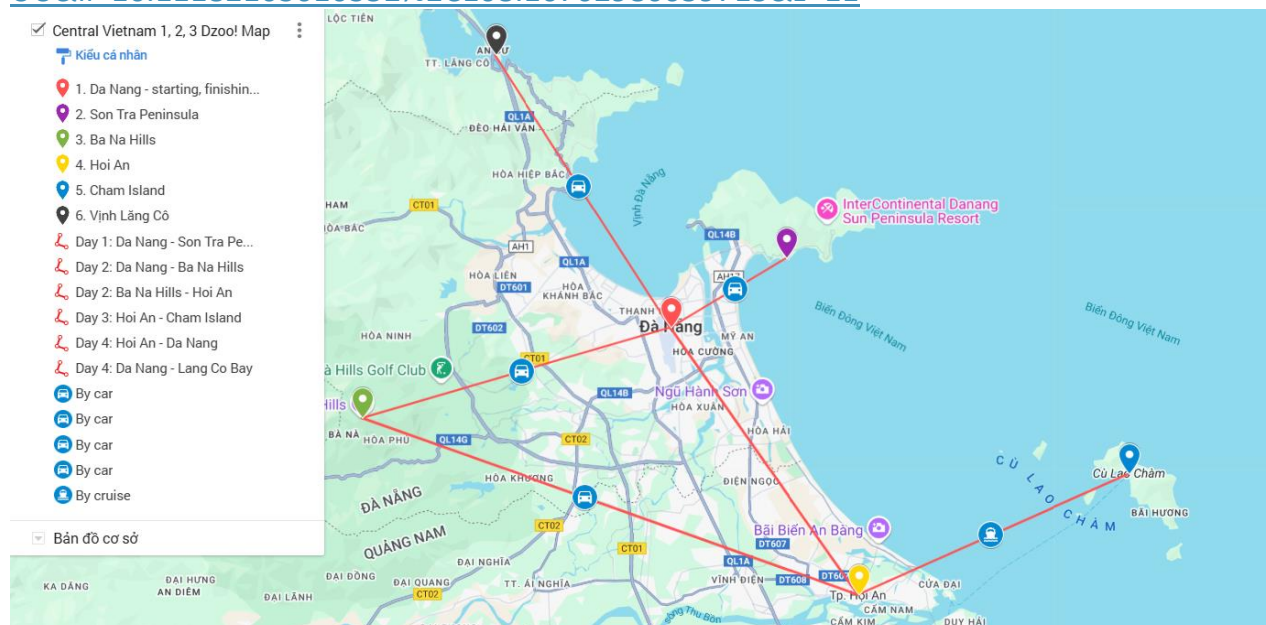 Central Vietnam 1, 2, 3 Dzoo! Map
Kiểu cá nhân
1. Da Nang - starting, finishin...
2. Son Tra Peninsula
3. Ba Na Hills
4. Hoi An
5. Cham Island
6. Vịnh Lăng Cô
Day 1: Da Nang - Son Tra Pe...
Day 2: Da Nang - Ba Na Hills
Day 2: Ba Na Hills - Hoi An
Day 3: Hoi An - Cham Island
Day 4: Hoi An - Da Nang
Day 4: Da Nang - Lang Co Bay
By car
By car
By car
By car
By cruise
Bản đồ cơ sở
LỘC TIẾN
TT. LĂNG CÔ
QL1A
ĐÈO HẢI VÂN
HÒA HIỆP BẮC
Vịnh Đà Nẵng
HAM
CT01
InterContinental Danang
Sun Peninsula Resort
QL14B
AH1
QL1A
HÒA LIÊN
DT601
HÒA
KHÁNH BẮC
THANH
Đà Nẵng
MỸ AN
Biển Đông Việt Nam
Biển Đông Việt Nam
HÒA NINH
DT602
HÒA CƯỜNG
CT01
à Hills Golf Club
QL14B
Ngũ Hành Sơn
HÒA XUÂN
Hills
BÀ NÀ
HÒA PHÚ
QL14G
CT02
HÒA HẢI
CÙ LAO CHÀM
Cù Lao Chàm
BÃI HƯƠNG
HÒA KHƯƠNG
ĐIỆN NGỌC
ĐÀ NẴNG
QUẢNG NAM
CT02
CT01
Bãi Biển An Bàng
DT607
ĐẠI NGHĨA
QL1A
KA DĂNG
ĐẠI HƯNG
AN ĐIỀM
ĐẠI LÃNH
ĐẠI ĐỒNG
ĐẠI QUANG
CT02
TT. ÁI NGHĨA
VĨNH ĐIỆN
DT608
CỬA ĐẠI
Tp. Hội An
CẨM NAM
CẨM KIM
DUY HẢI
Sông Thu Bồn